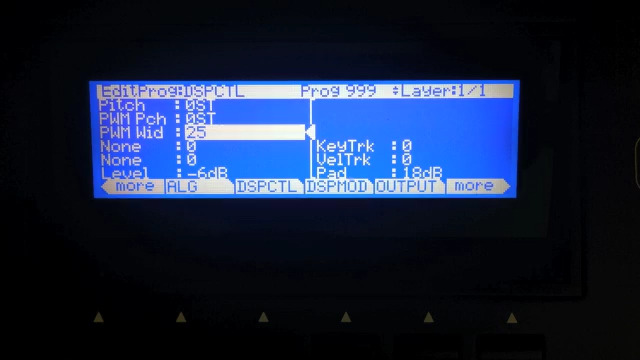 EditProg:DSPCTL Prog 999 ÷Layer:1/1
Pitch :0ST
PWM Pch :0ST
PWM Wid :25
None :0 KeyTrk :0
None :0 VelTrk :0
Level :-6dB Pad :18dB
more ALG DSPCTL DSPMOD OUTPUT more